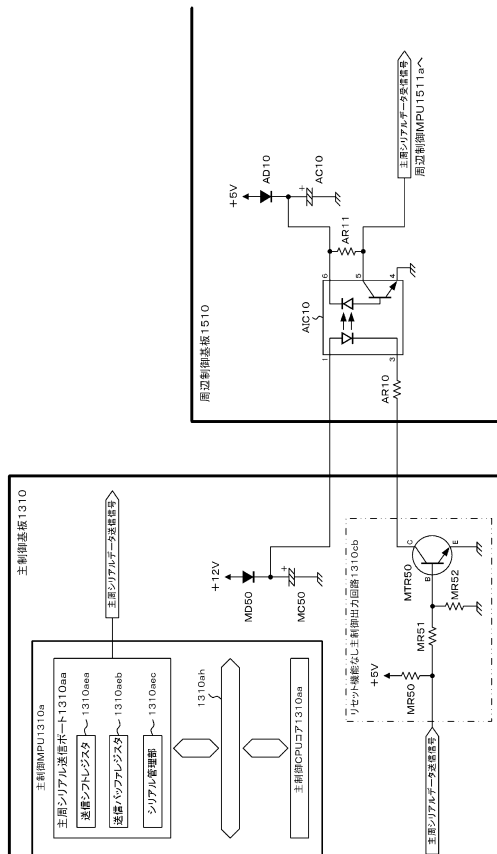 主制御基板1310
主制御MPU1310a
主周シリアル送信ポート1310aa
送信シフトレジスタ
1310aea
送信バッファレジスタ
1310aeb
シリアル管理部
1310aec
1310ah
主制御CPUコア1310aa
主周シリアルデータ送信信号
+12V
MD50
MC50
+
リセット機能なし主制御出力回路1310cb
主周シリアルデータ送信信号
+5V
MR50
MR51
MR52
MTR50
B
C
E
周辺制御基板1510
AR10
AIC10
1
3
6
5
4
+5V
AD10
AC10
+
AR11
主周シリアルデータ受信信号
周辺制御MPU1511aへ